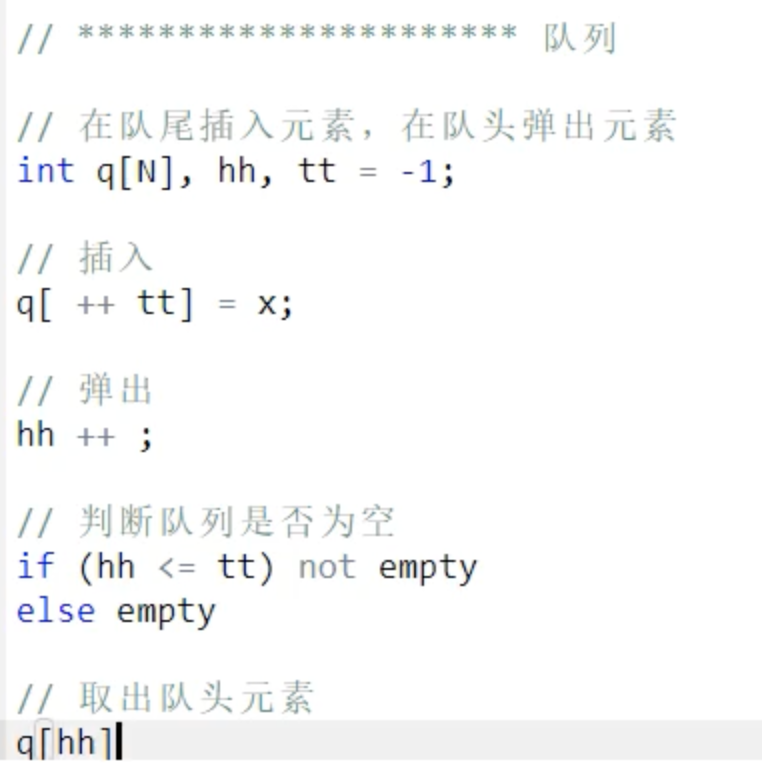 // ********************** 队列
// 在队尾插入元素，在队头弹出元素
int q[N], hh, tt = -1;
// 插入
q[ ++ tt] = x;
// 弹出
hh ++ ;
// 判断队列是否为空
if (hh <= tt) not empty
else empty
// 取出队头元素
q[hh]